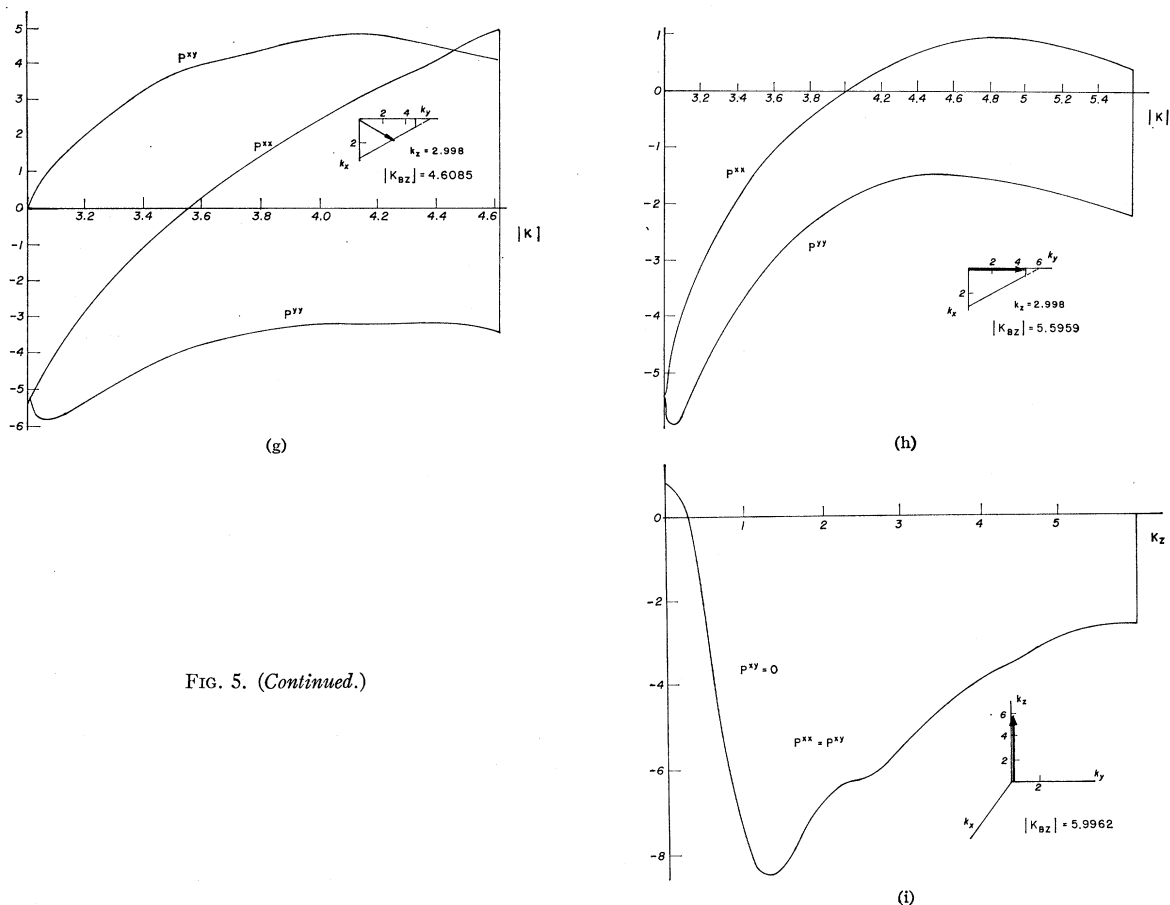 5
4
3
2
1
0
-1
-2
-3
-4
-5
-6
3.2 3.4 3.6 3.8 4.0 4.2 4.4 4.6
|K|
P^xy
P^xx
P^yy
2 4 k_y
2
k_x
k_z = 2.998
|K_BZ| = 4.6085
(g)
1
0
-1
-2
-3
-4
-5
3.2 3.4 3.6 3.8 4.2 4.4 4.6 4.8 5.0 5.2 5.4
|K|
P^xx
P^yy
2 4 6 k_y
2
k_x
k_z = 2.998
|K_BZ| = 5.5959
(h)
0
-2
-4
-6
-8
1 2 3 4 5
K_z
P^xy = 0
P^xx = P^xy
k_z
6
4
2
2
k_y
k_x
|K_BZ| = 5.9962
(i)
FIG. 5. (Continued.)